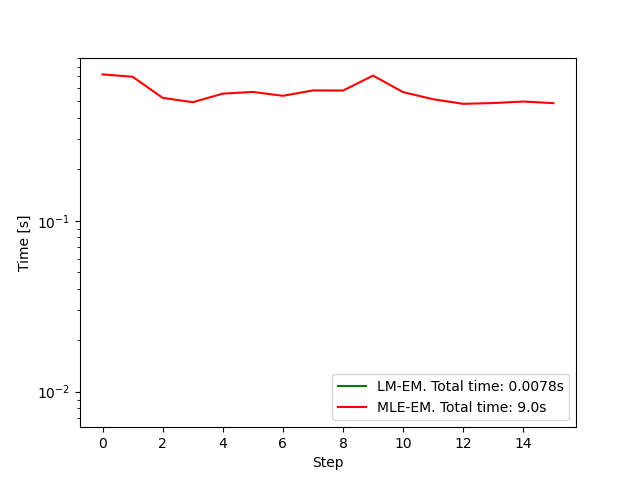 10⁻¹
10⁻²
Time [s]
LM-EM. Total time: 0.0078s
MLE-EM. Total time: 9.0s
0 2 4 6 8 10 12 14
Step